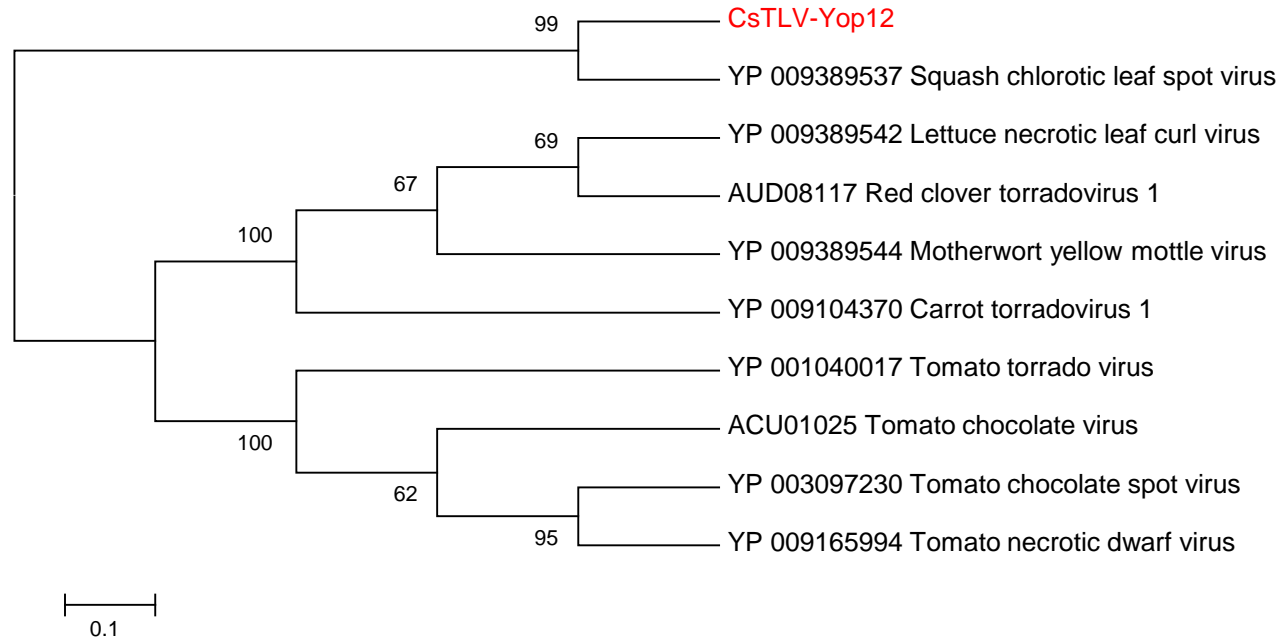 99
CsTLV-Yop12
YP 009389537 Squash chlorotic leaf spot virus
69
YP 009389542 Lettuce necrotic leaf curl virus
67
AUD08117 Red clover torradovirus 1
100
YP 009389544 Motherwort yellow mottle virus
YP 009104370 Carrot torradovirus 1
YP 001040017 Tomato torrado virus
100
ACU01025 Tomato chocolate virus
62
YP 003097230 Tomato chocolate spot virus
95
YP 009165994 Tomato necrotic dwarf virus
0.1